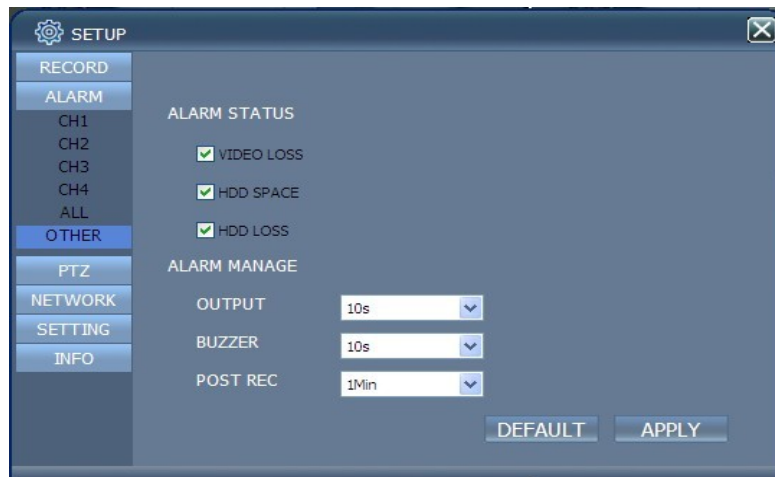 SETUP
RECORD
ALARM
CH1
CH2
CH3
CH4
ALL
OTHER
PTZ
NETWORK
SETTING
INFO
ALARM STATUS
VIDEO LOSS
HDD SPACE
HDD LOSS
ALARM MANAGE
OUTPUT 10s
BUZZER 10s
POST REC 1Min
DEFAULT APPLY